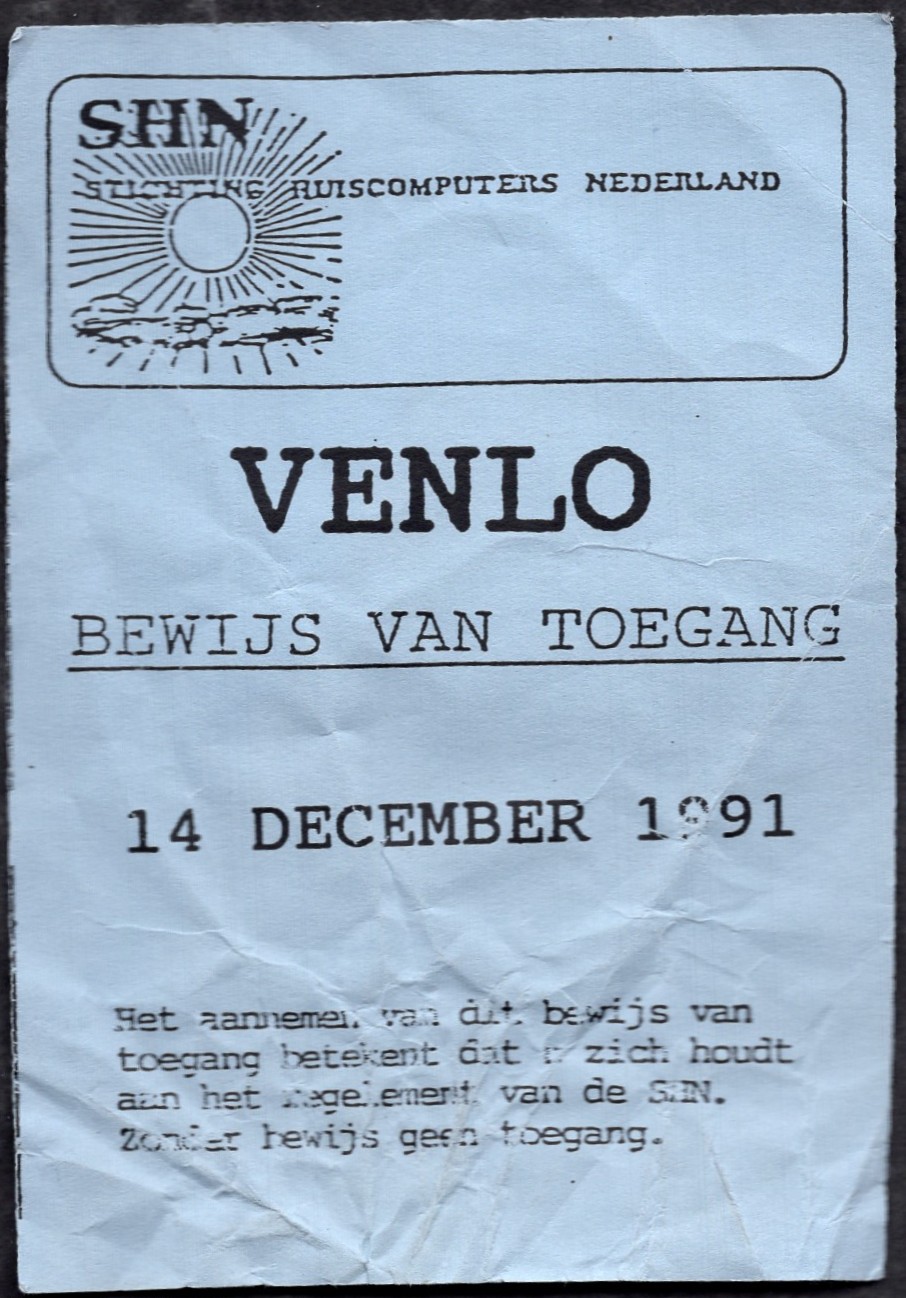 SHN
STICHTING HUISCOMPUTERS NEDERLAND
VENLO
BEWIJS VAN TOEGANG
14 DECEMBER 1991
Het aannemen van dit bewijs van
toegang betekent dat u zich houdt
aan het regelement van de SHN.
Zonder bewijs geen toegang.